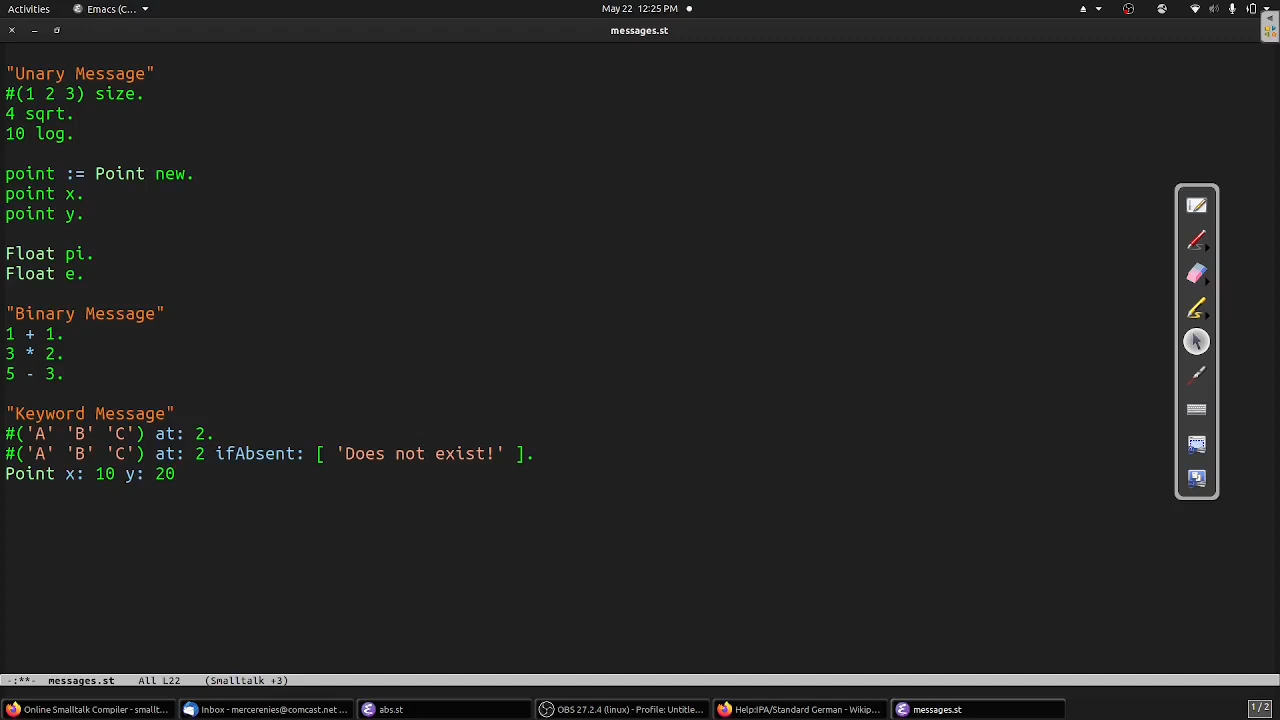 Activities
Emacs (C...
May 22 12:25 PM
messages.st
"Unary Message"
#(1 2 3) size.
4 sqrt.
10 log.
point := Point new.
point x.
point y.
Float pi.
Float e.
"Binary Message"
1 + 1.
3 * 2.
5 - 3.
"Keyword Message"
#('A' 'B' 'C') at: 2.
#('A' 'B' 'C') at: 2 ifAbsent: [ 'Does not exist!' ].
Point x: 10 y: 20
-:**- messages.st All L22 (Smalltalk +3)
Online Smalltalk Compiler - smallt...
Inbox - mercerenies@comcast.net ...
abs.st
OBS 27.2.4 (linux) - Profile: Untitle...
Help:IPA/Standard German - Wikip...
messages.st
1 / 2